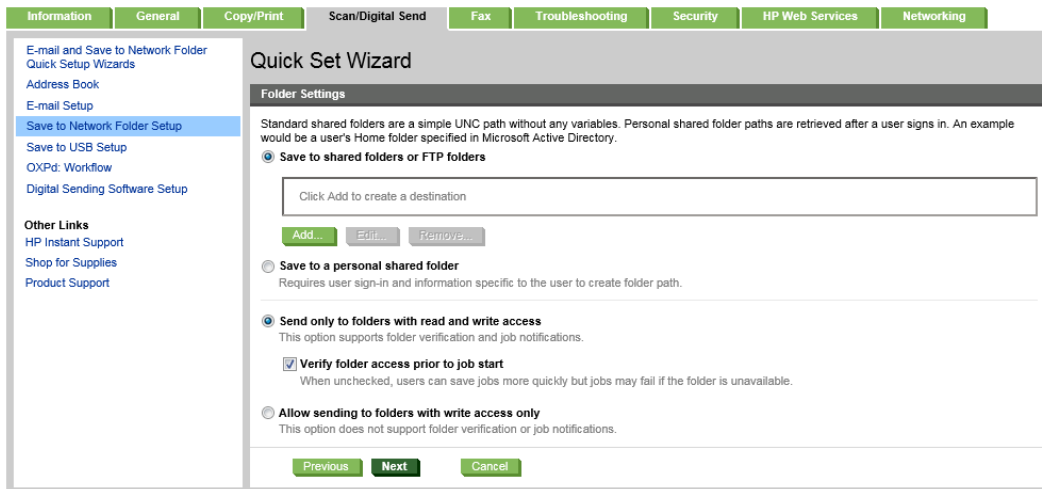 Information General Copy/Print Scan/Digital Send Fax Troubleshooting Security HP Web Services Networking
E-mail and Save to Network Folder
Quick Setup Wizards
Address Book
E-mail Setup
Save to Network Folder Setup
Save to USB Setup
OXPd: Workflow
Digital Sending Software Setup
Other Links
HP Instant Support
Shop for Supplies
Product Support
Quick Set Wizard
Folder Settings
Standard shared folders are a simple UNC path without any variables. Personal shared folder paths are retrieved after a user signs in. An example
would be a user's Home folder specified in Microsoft Active Directory.
Save to shared folders or FTP folders
Click Add to create a destination
Add... Edit... Remove...
Save to a personal shared folder
Requires user sign-in and information specific to the user to create folder path.
Send only to folders with read and write access
This option supports folder verification and job notifications.
Verify folder access prior to job start
When unchecked, users can save jobs more quickly but jobs may fail if the folder is unavailable.
Allow sending to folders with write access only
This option does not support folder verification or job notifications.
Previous Next Cancel